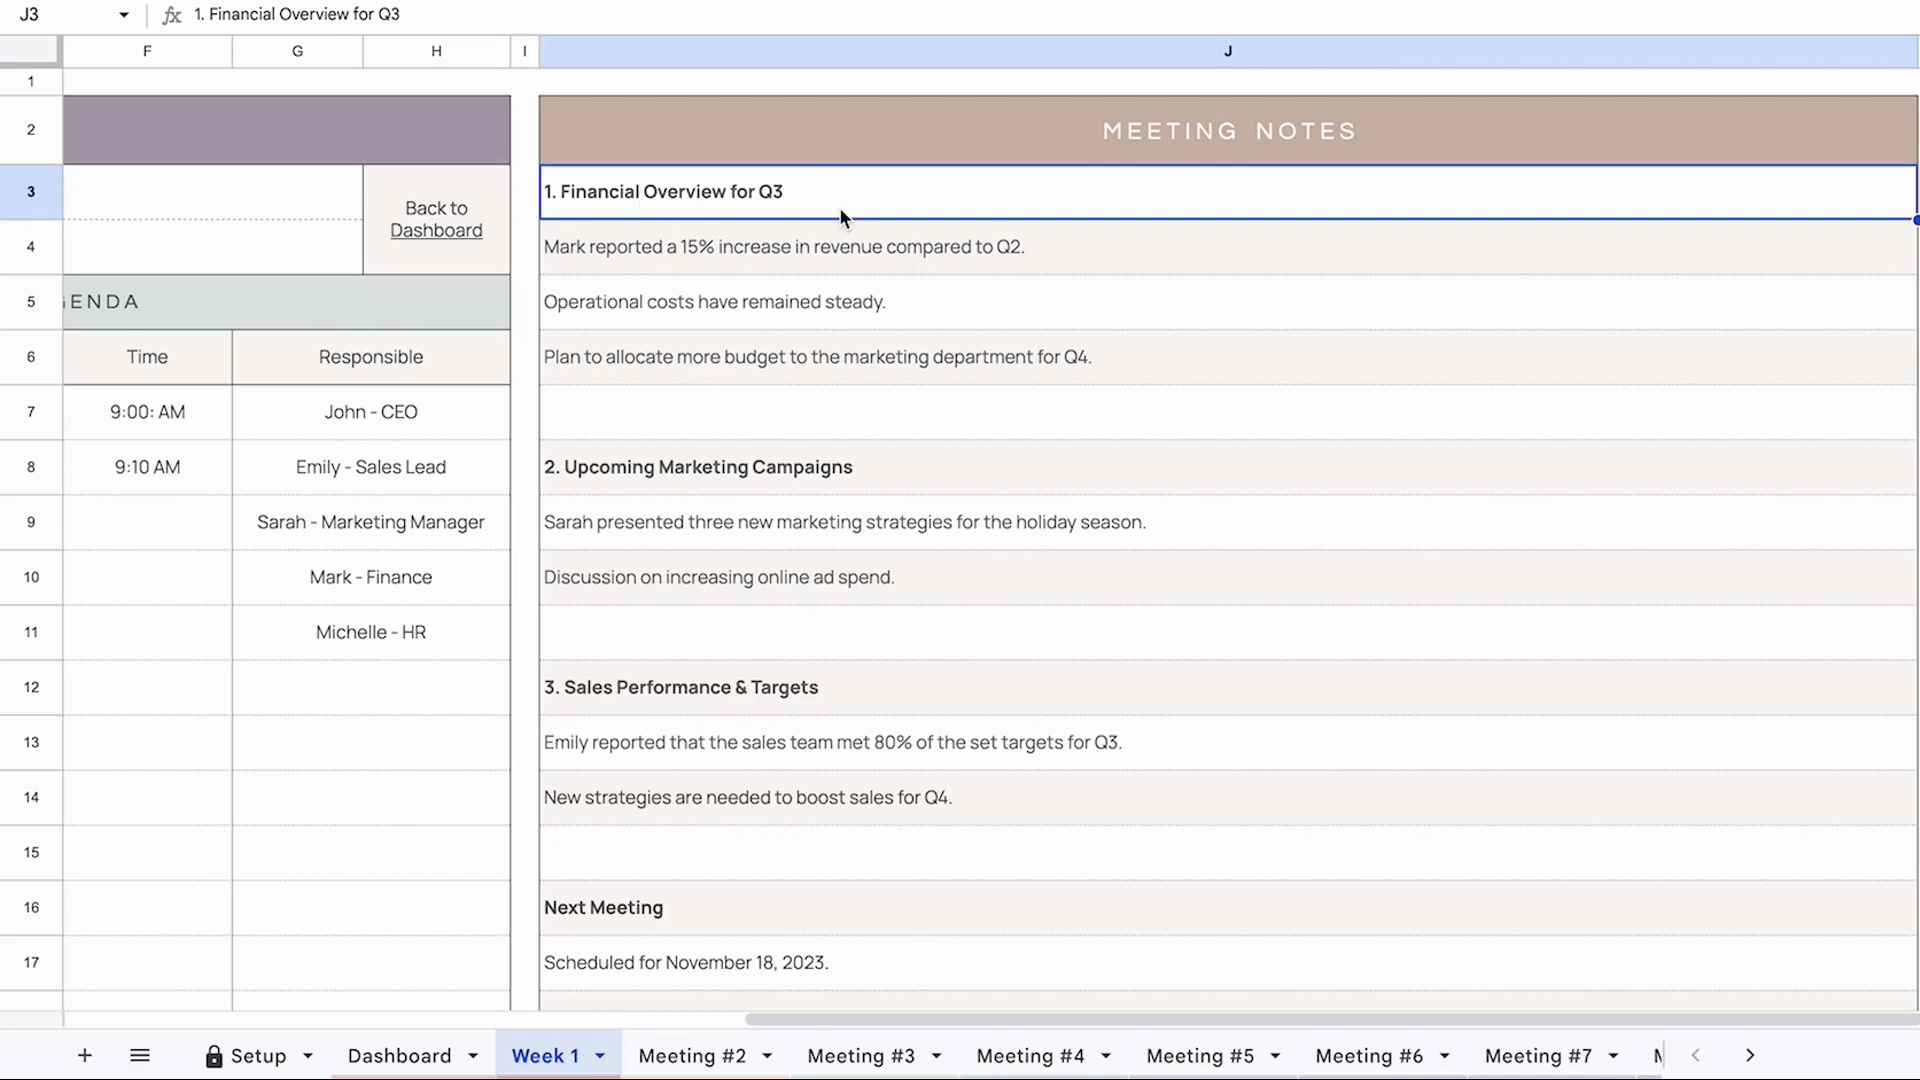 J3
fx 1. Financial Overview for Q3
F G H I J
1
2 MEETING NOTES
3 1. Financial Overview for Q3
Back to
Dashboard
4 Mark reported a 15% increase in revenue compared to Q2.
5 GENDA Operational costs have remained steady.
6 Time Responsible Plan to allocate more budget to the marketing department for Q4.
7 9:00: AM John - CEO
8 9:10 AM Emily - Sales Lead 2. Upcoming Marketing Campaigns
9 Sarah - Marketing Manager Sarah presented three new marketing strategies for the holiday season.
10 Mark - Finance Discussion on increasing online ad spend.
11 Michelle - HR
12 3. Sales Performance & Targets
13 Emily reported that the sales team met 80% of the set targets for Q3.
14 New strategies are needed to boost sales for Q4.
15
16 Next Meeting
17 Scheduled for November 18, 2023.
Setup Dashboard Week 1 Meeting #2 Meeting #3 Meeting #4 Meeting #5 Meeting #6 Meeting #7